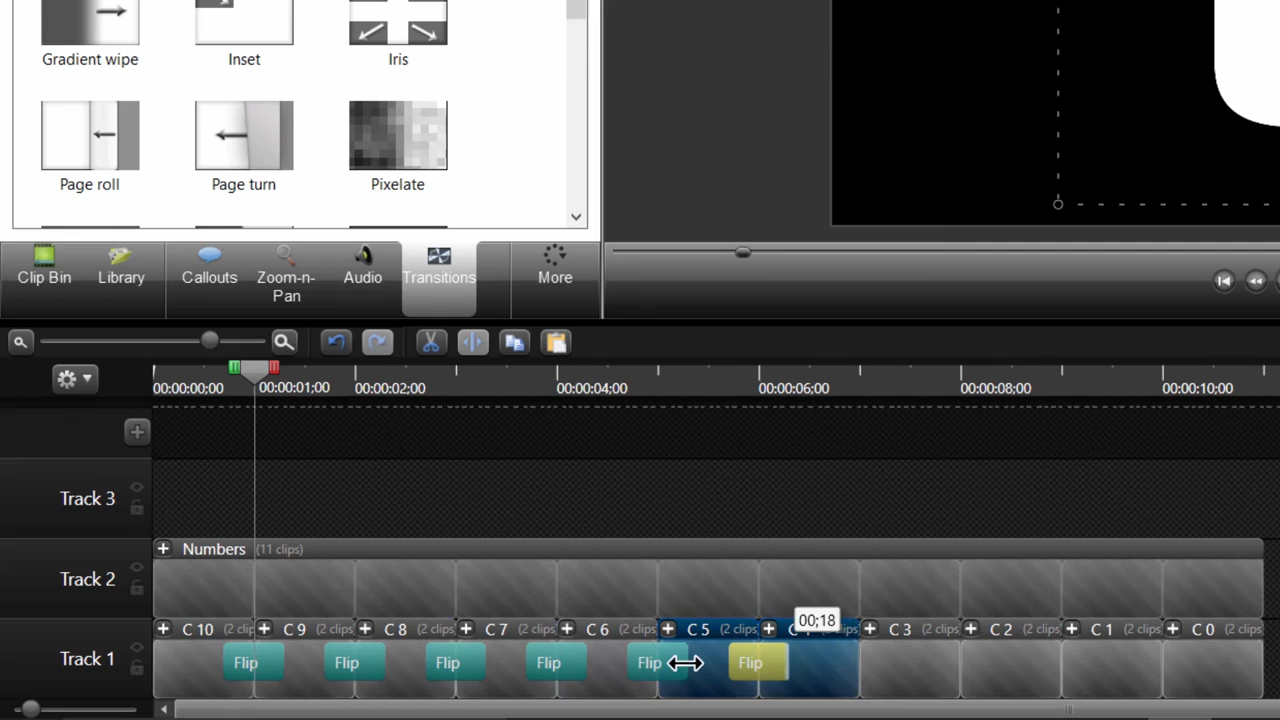 Gradient wipe Inset Iris
Page roll Page turn Pixelate
Clip Bin Library Callouts Zoom-n-Pan Audio Transitions More
00:00:00;00 00:00:01;00 00:00:02;00 00:00:04;00 00:00:06;00 00:00:08;00 00:00:10;00
Track 3
Numbers (11 clips)
Track 2
00;18
C 10 (2 clips) C 9 (2 clips) C 8 (2 clips) C 7 (2 clips) C 6 (2 clips) C 5 (2 clips) C 3 (2 clips) C 2 (2 clips) C 1 (2 clips) C 0 (2 clips)
Track 1 Flip Flip Flip Flip Flip Flip